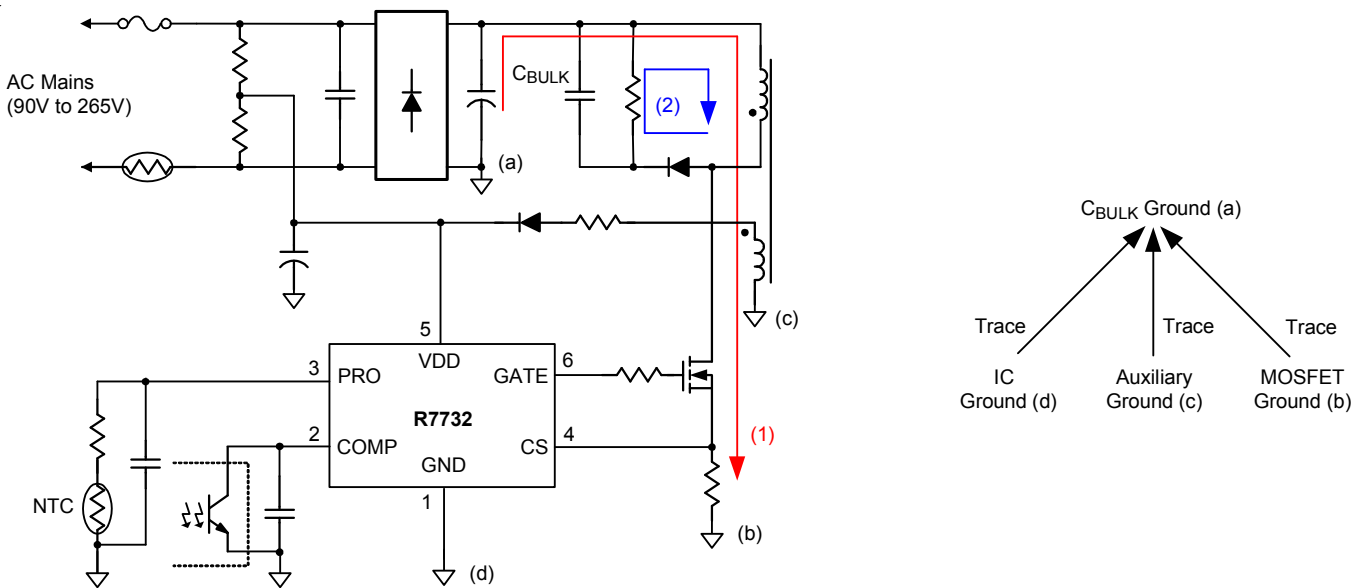 AC Mains
(90V to 265V)
CBULK
(2)
(a)
(c)
5
3
PRO
VDD
GATE
6
R7732
2
COMP
CS
4
GND
1
(1)
NTC
(d)
(b)
CBULK Ground (a)
Trace
Trace
Trace
IC
Ground (d)
Auxiliary
Ground (c)
MOSFET
Ground (b)